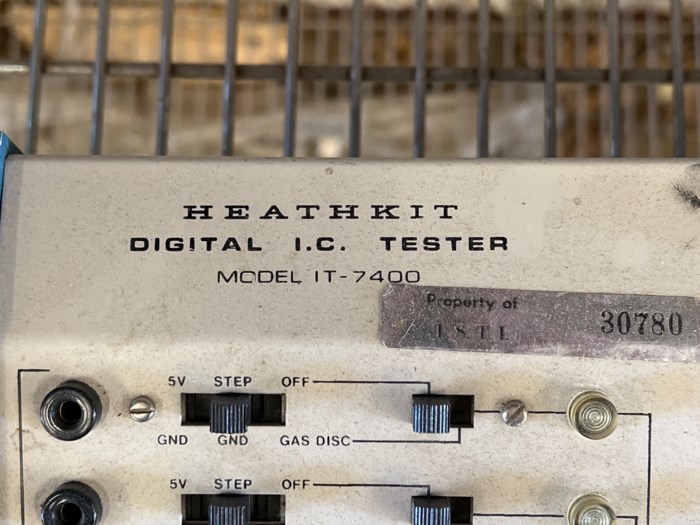 HEATHKIT
DIGITAL I.C. TESTER
MODEL IT-7400
Property of
I.S.T.I. 30780
5V STEP OFF
GND GND GAS DISC
5V STEP OFF